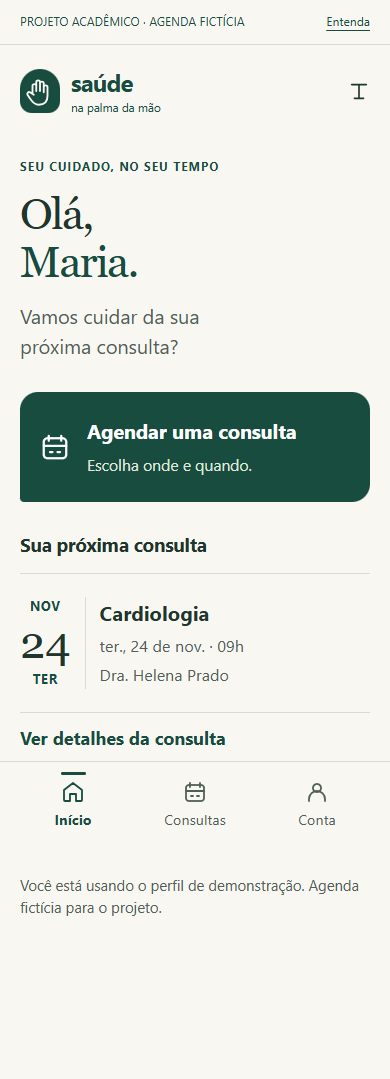 PROJETO ACADÊMICO · AGENDA FICTÍCIA
Entenda
saúde
na palma da mão
SEU CUIDADO, NO SEU TEMPO
Olá,
Maria.
Vamos cuidar da sua
próxima consulta?
Agendar uma consulta
Escolha onde e quando.
Sua próxima consulta
NOV
24
TER
Cardiologia
ter., 24 de nov. · 09h
Dra. Helena Prado
Ver detalhes da consulta
Início
Consultas
Conta
Você está usando o perfil de demonstração. Agenda
fictícia para o projeto.